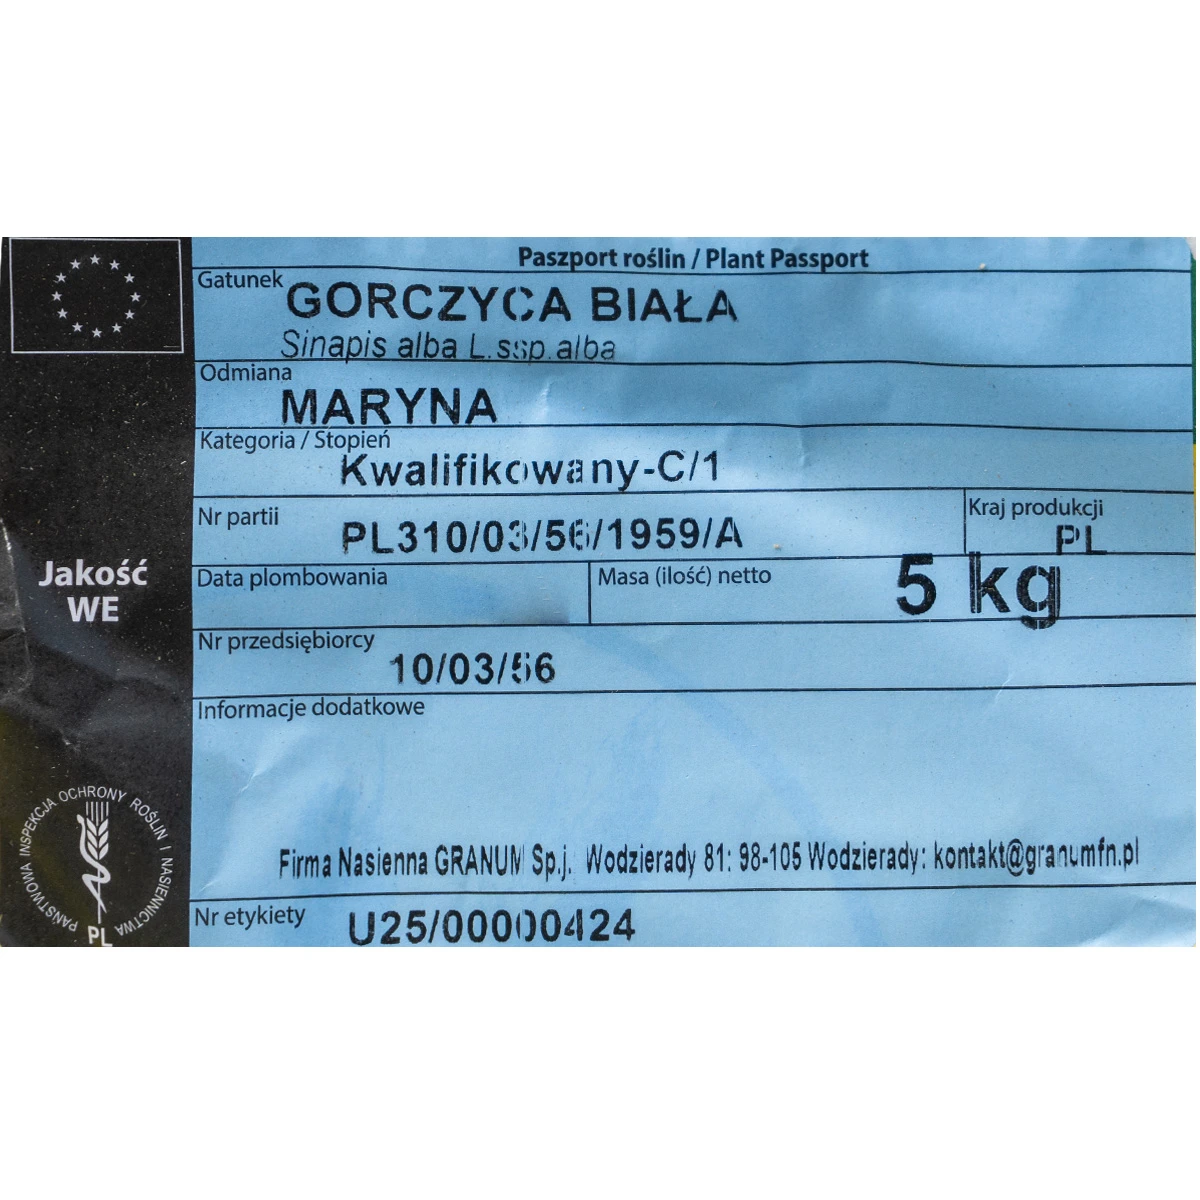 Paszport roślin / Plant Passport
Gatunek
GORCZYCA BIAŁA
Sinapis alba L.ssp.alba
Odmiana
MARYNA
Kategoria / Stopień
Kwalifikowany-C/1
Nr partii
PL310/03/56/1959/A
Kraj produkcji
PL
Data plombowania
Masa (ilość) netto
5 kg
Nr przedsiębiorcy
10/03/56
Informacje dodatkowe
Firma Nasienna GRANUM Sp.j. Wodzierady 81: 98-105 Wodzierady: kontakt@granumfn.pl
Nr etykiety
U25/00000424
Jakość
WE
PAŃSTWOWA INSPEKCJA OCHRONY ROŚLIN I NASIENNICTWA
PL